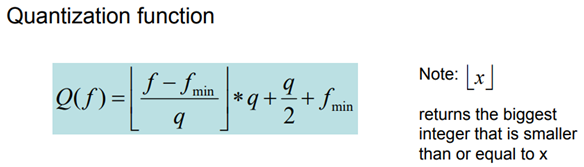 Quantization function
Q(f) = ⌊(f − f_min)/q⌋ * q + q/2 + f_min
Note: ⌊x⌋
returns the biggest
integer that is smaller
than or equal to x